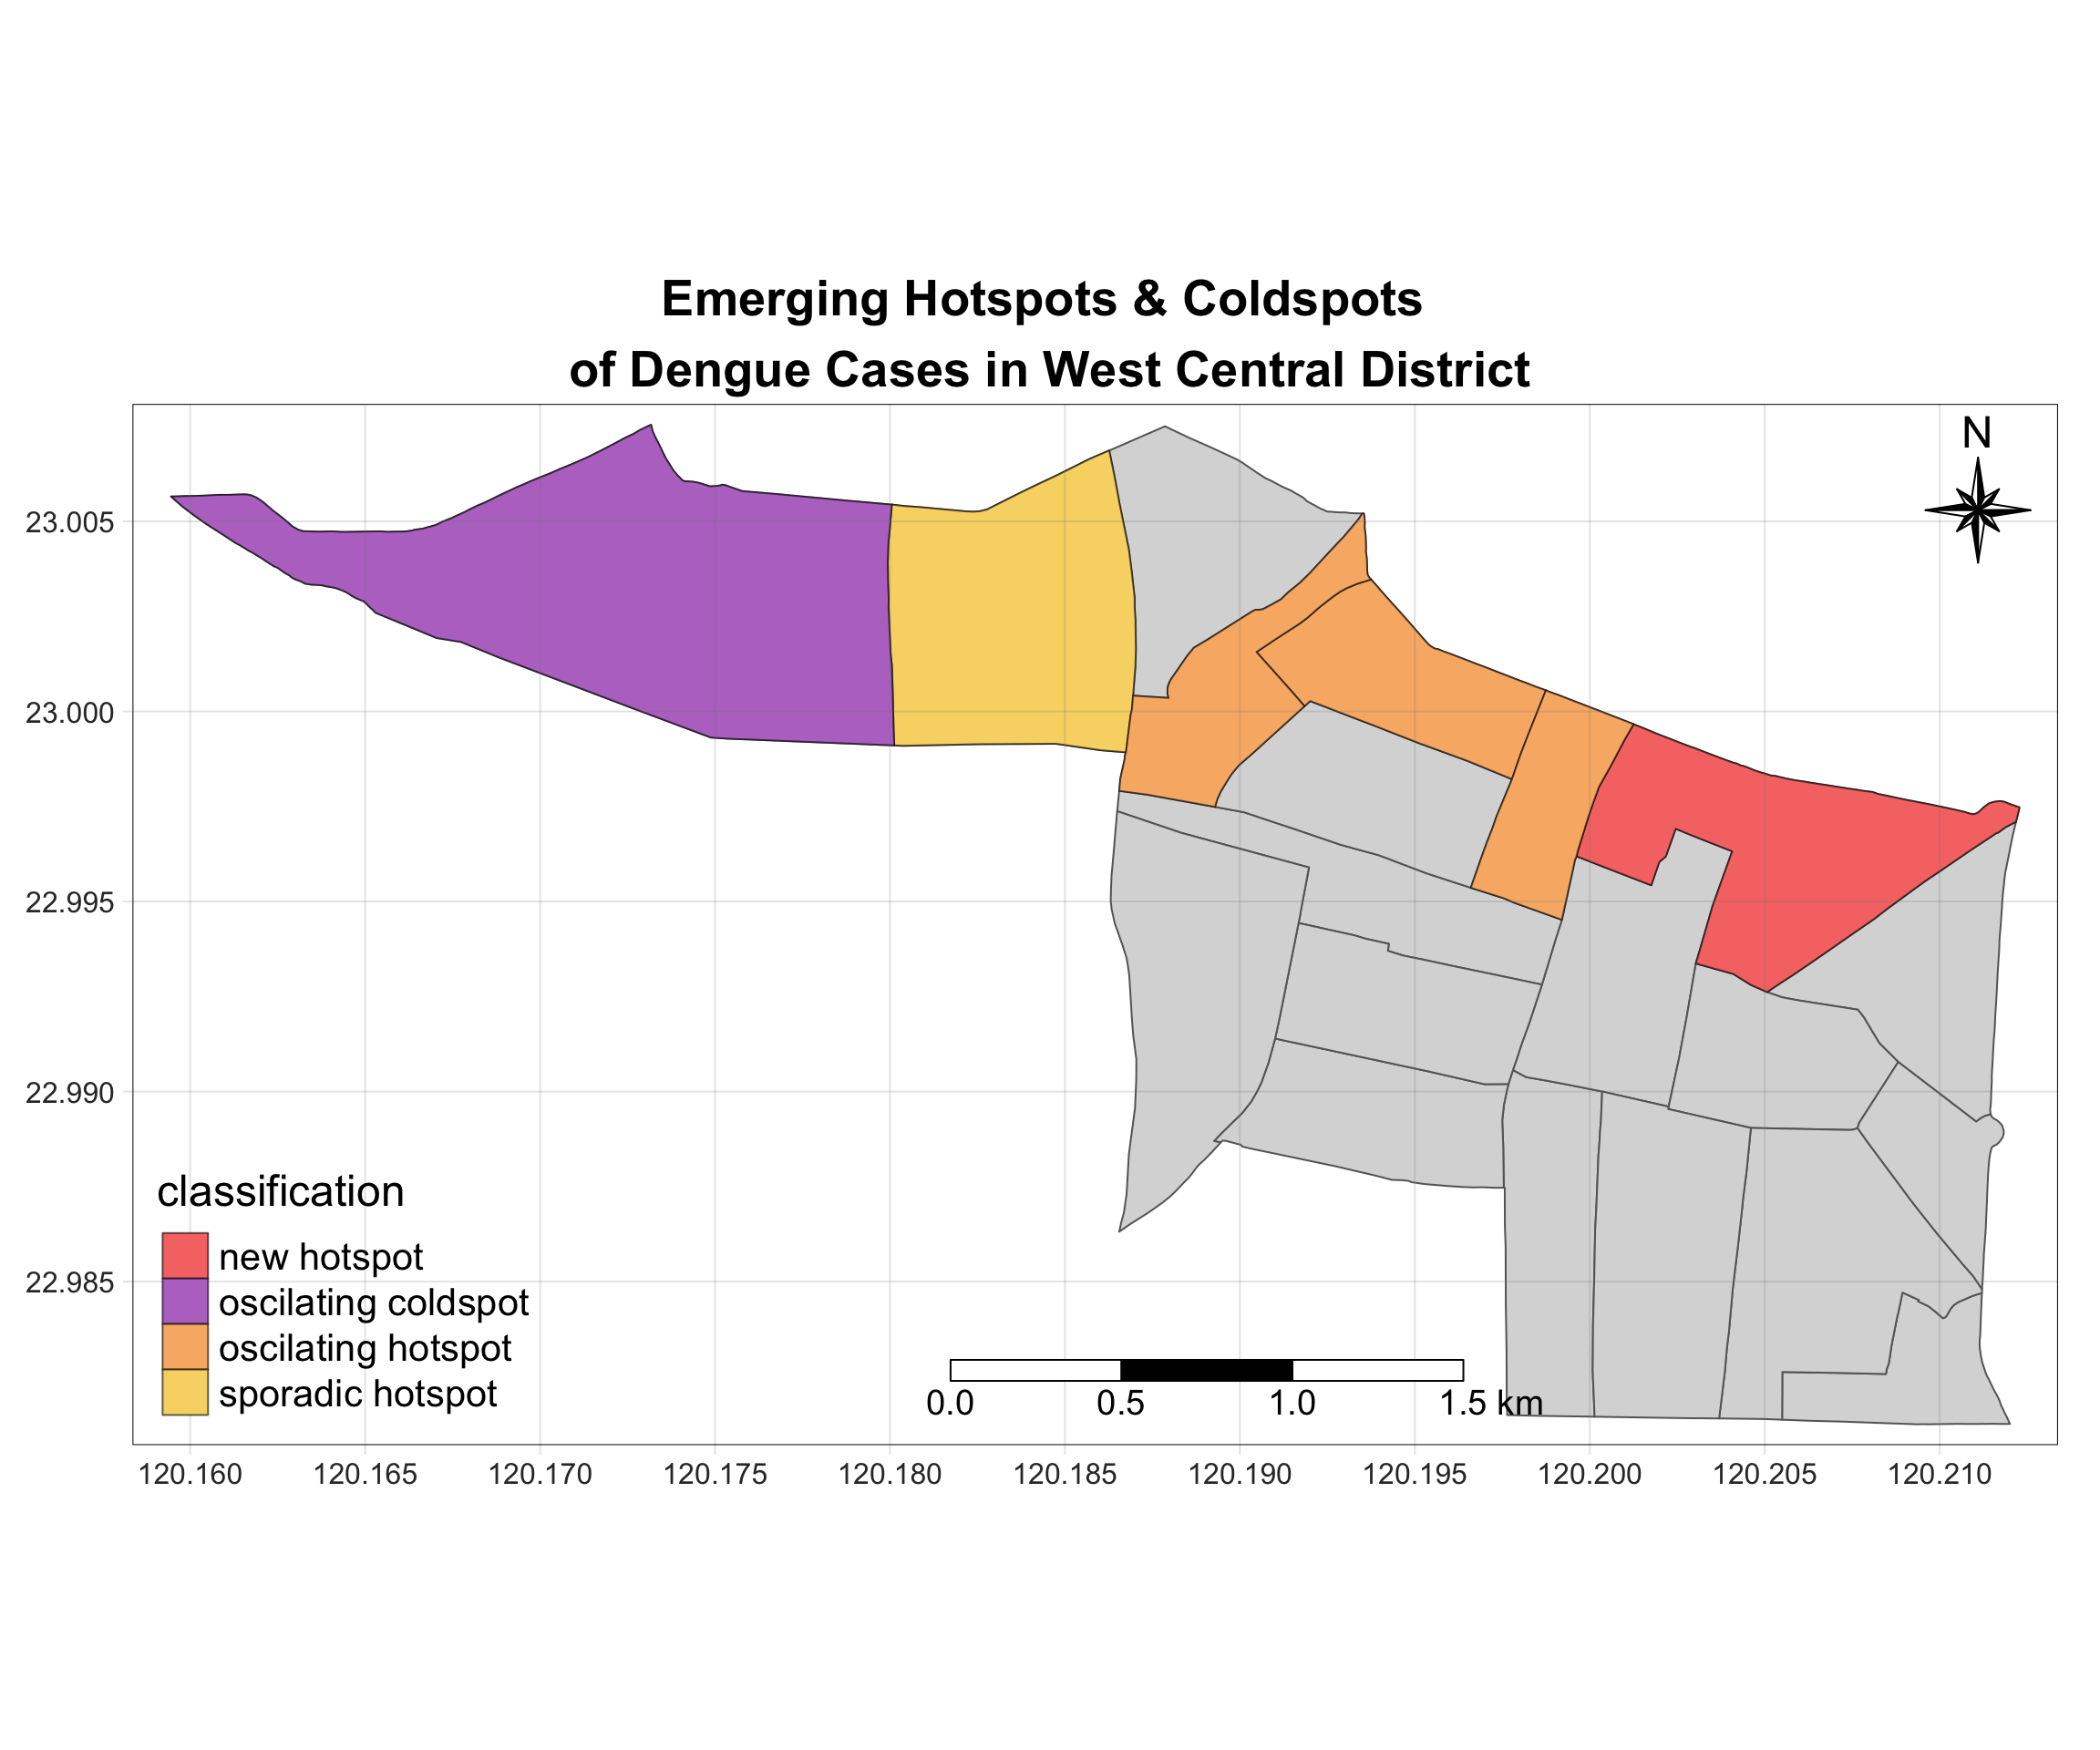 Emerging Hotspots & Coldspots
of Dengue Cases in West Central District
N
23.005
23.000
22.995
22.990
22.985
classification
new hotspot
oscilating coldspot
oscilating hotspot
sporadic hotspot
0.0 0.5 1.0 1.5 km
120.160 120.165 120.170 120.175 120.180 120.185 120.190 120.195 120.200 120.205 120.210